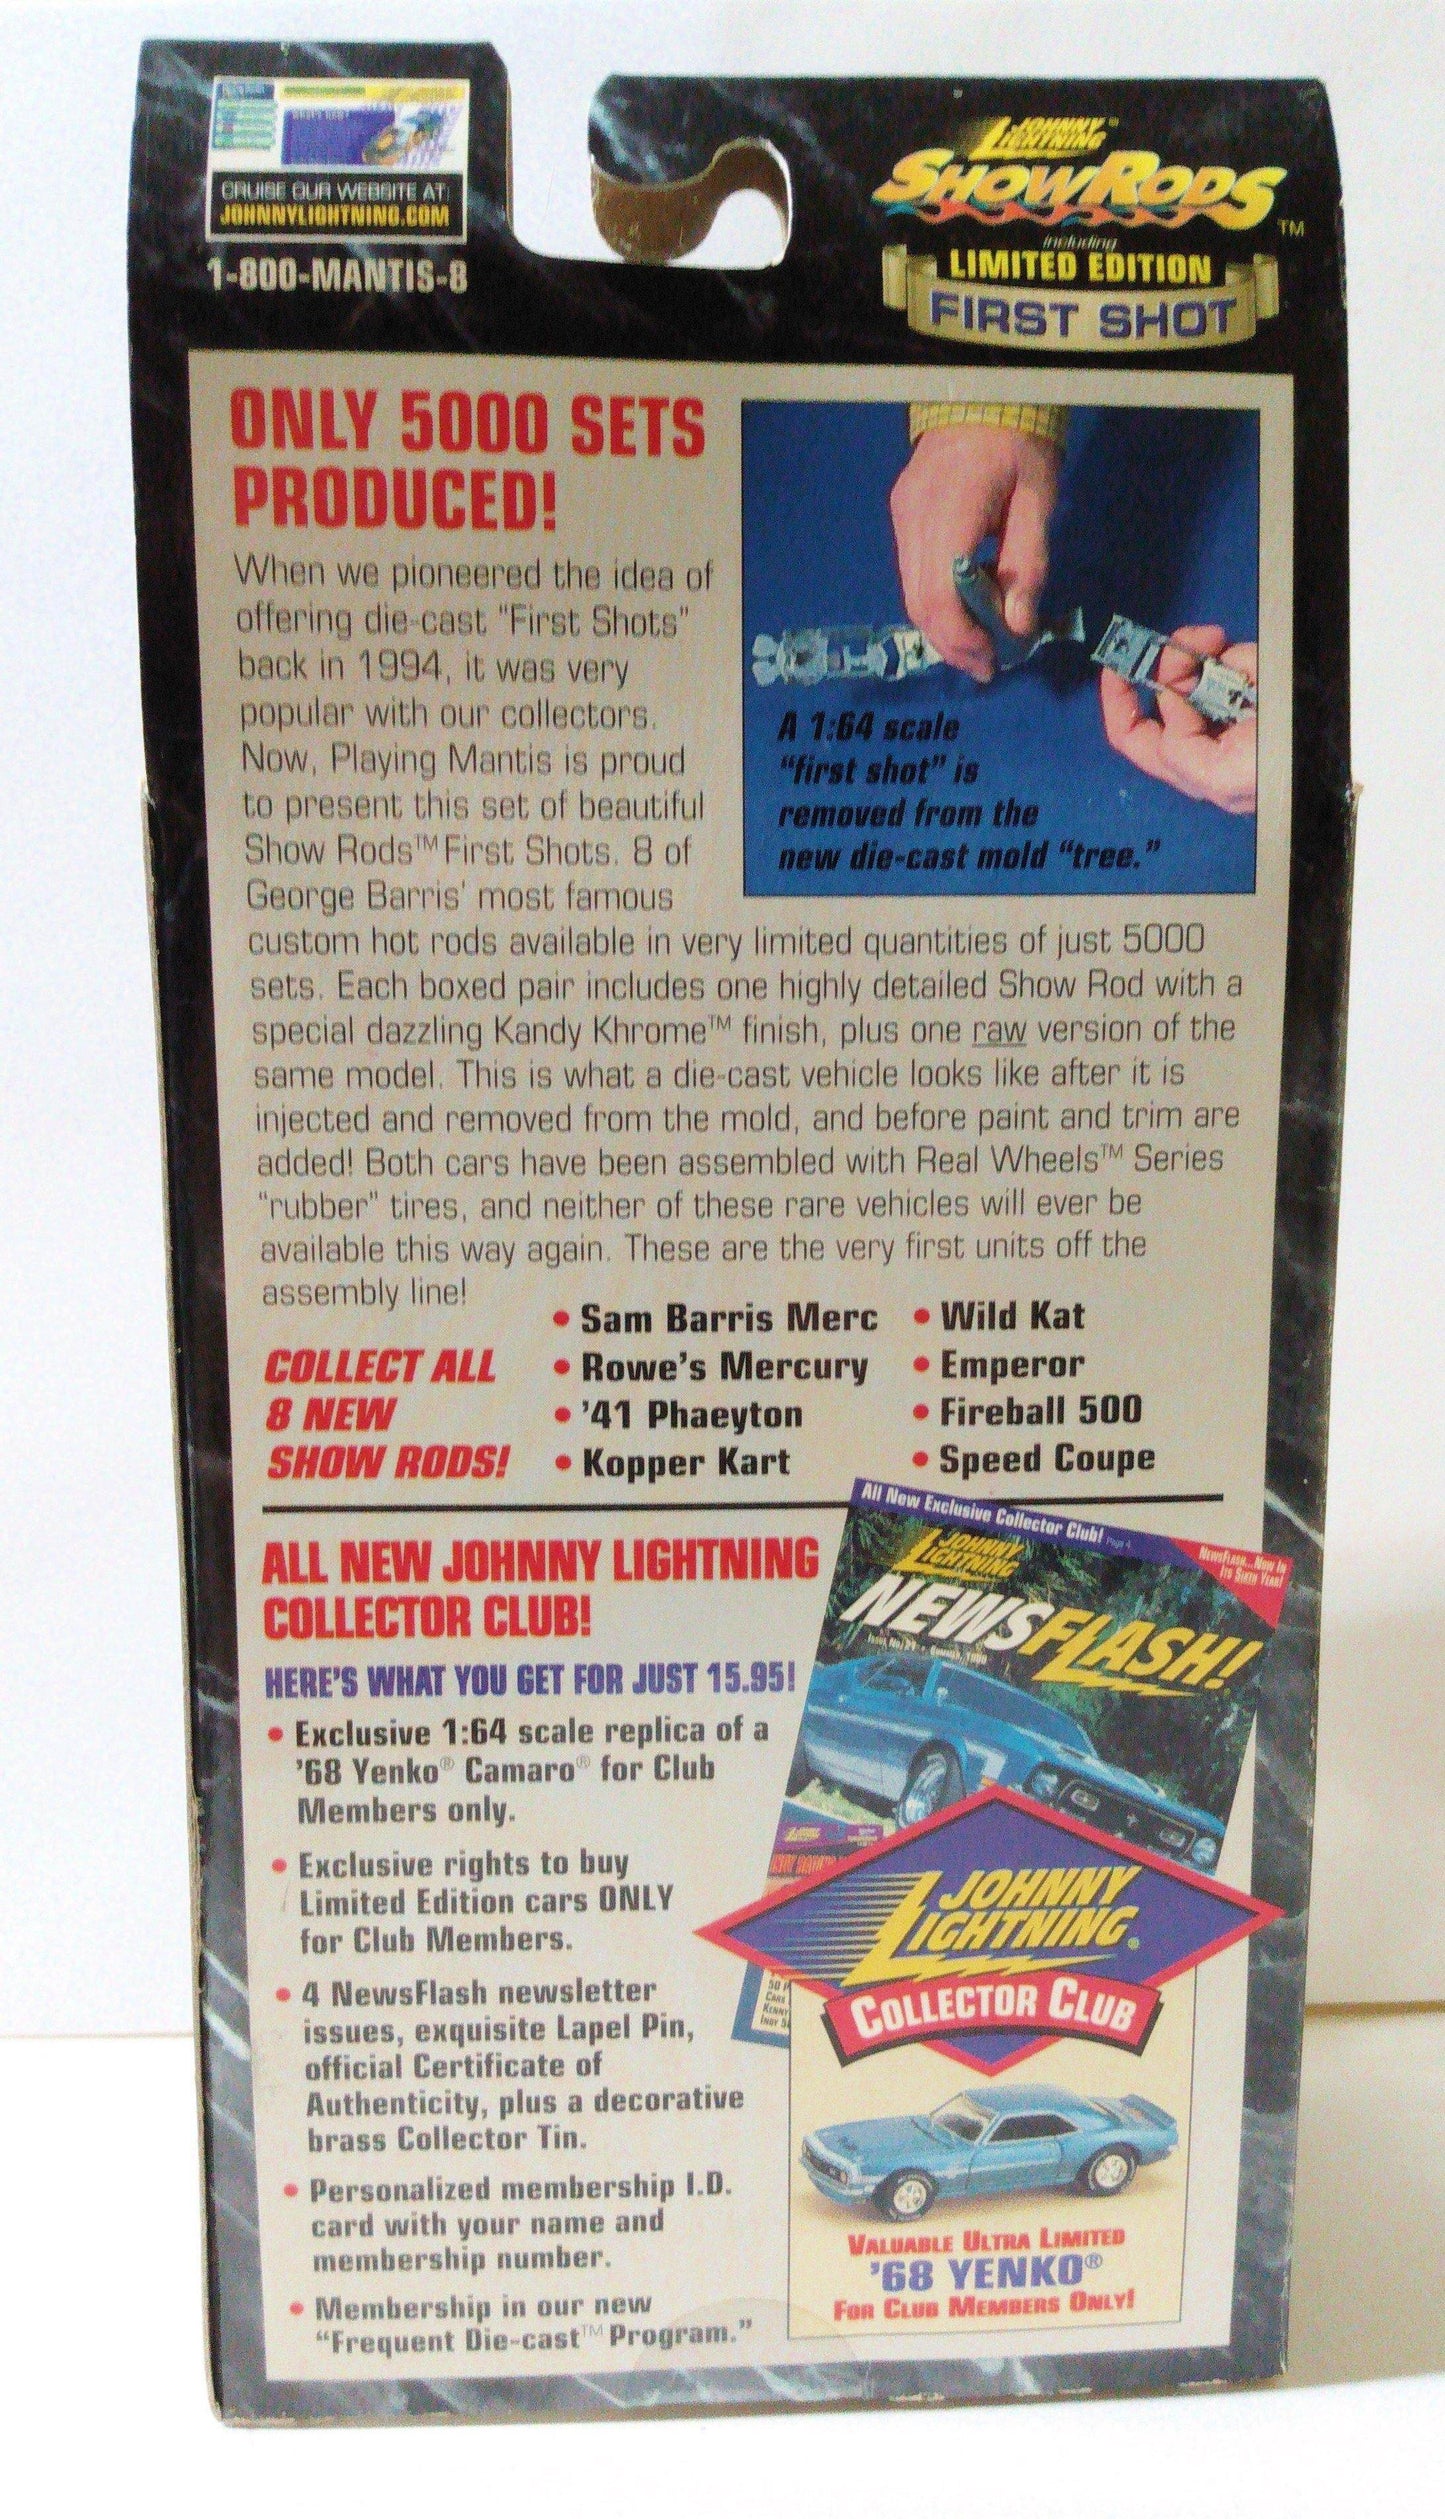 CRUISE OUR WEBSITE AT:
JOHNNYLIGHTNING.COM
1-800-MANTIS-8
JOHNNY
LIGHTNING™
SHOWRODS™
including
LIMITED EDITION
FIRST SHOT
ONLY 5000 SETS
PRODUCED!
When we pioneered the idea of
offering die-cast "First Shots"
back in 1994, it was very
popular with our collectors.
Now, Playing Mantis is proud
to present this set of beautiful
Show Rods™ First Shots. 8 of
George Barris' most famous
custom hot rods available in very limited quantities of just 5000
sets. Each boxed pair includes one highly detailed Show Rod with a
special dazzling Kandy Khrome™ finish, plus one raw version of the
same model. This is what a die-cast vehicle looks like after it is
injected and removed from the mold, and before paint and trim are
added! Both cars have been assembled with Real Wheels™ Series
"rubber" tires, and neither of these rare vehicles will ever be
available this way again. These are the very first units off the
assembly line!
A 1:64 scale
"first shot" is
removed from the
new die-cast mold "tree."
COLLECT ALL
8 NEW
SHOW RODS!
• Sam Barris Merc
• Rowe's Mercury
• '41 Phaeyton
• Kopper Kart
• Wild Kat
• Emperor
• Fireball 500
• Speed Coupe
ALL NEW JOHNNY LIGHTNING
COLLECTOR CLUB!
HERE'S WHAT YOU GET FOR JUST 15.95!
• Exclusive 1:64 scale replica of a
'68 Yenko® Camaro® for Club
Members only.
• Exclusive rights to buy
Limited Edition cars ONLY
for Club Members.
• 4 NewsFlash newsletter
issues, exquisite Lapel Pin,
official Certificate of
Authenticity, plus a decorative
brass Collector Tin.
• Personalized membership I.D.
card with your name and
membership number.
• Membership in our new
"Frequent Die-cast™ Program."
All New Exclusive Collector Club! Page 4
NEWSFLASH...NOW IN
ITS SIXTH YEAR!
JOHNNY
LIGHTNING
NEWSFLASH!
JOHNNY
LIGHTNING®
COLLECTOR CLUB
VALUABLE ULTRA LIMITED
'68 YENKO®
FOR CLUB MEMBERS ONLY!